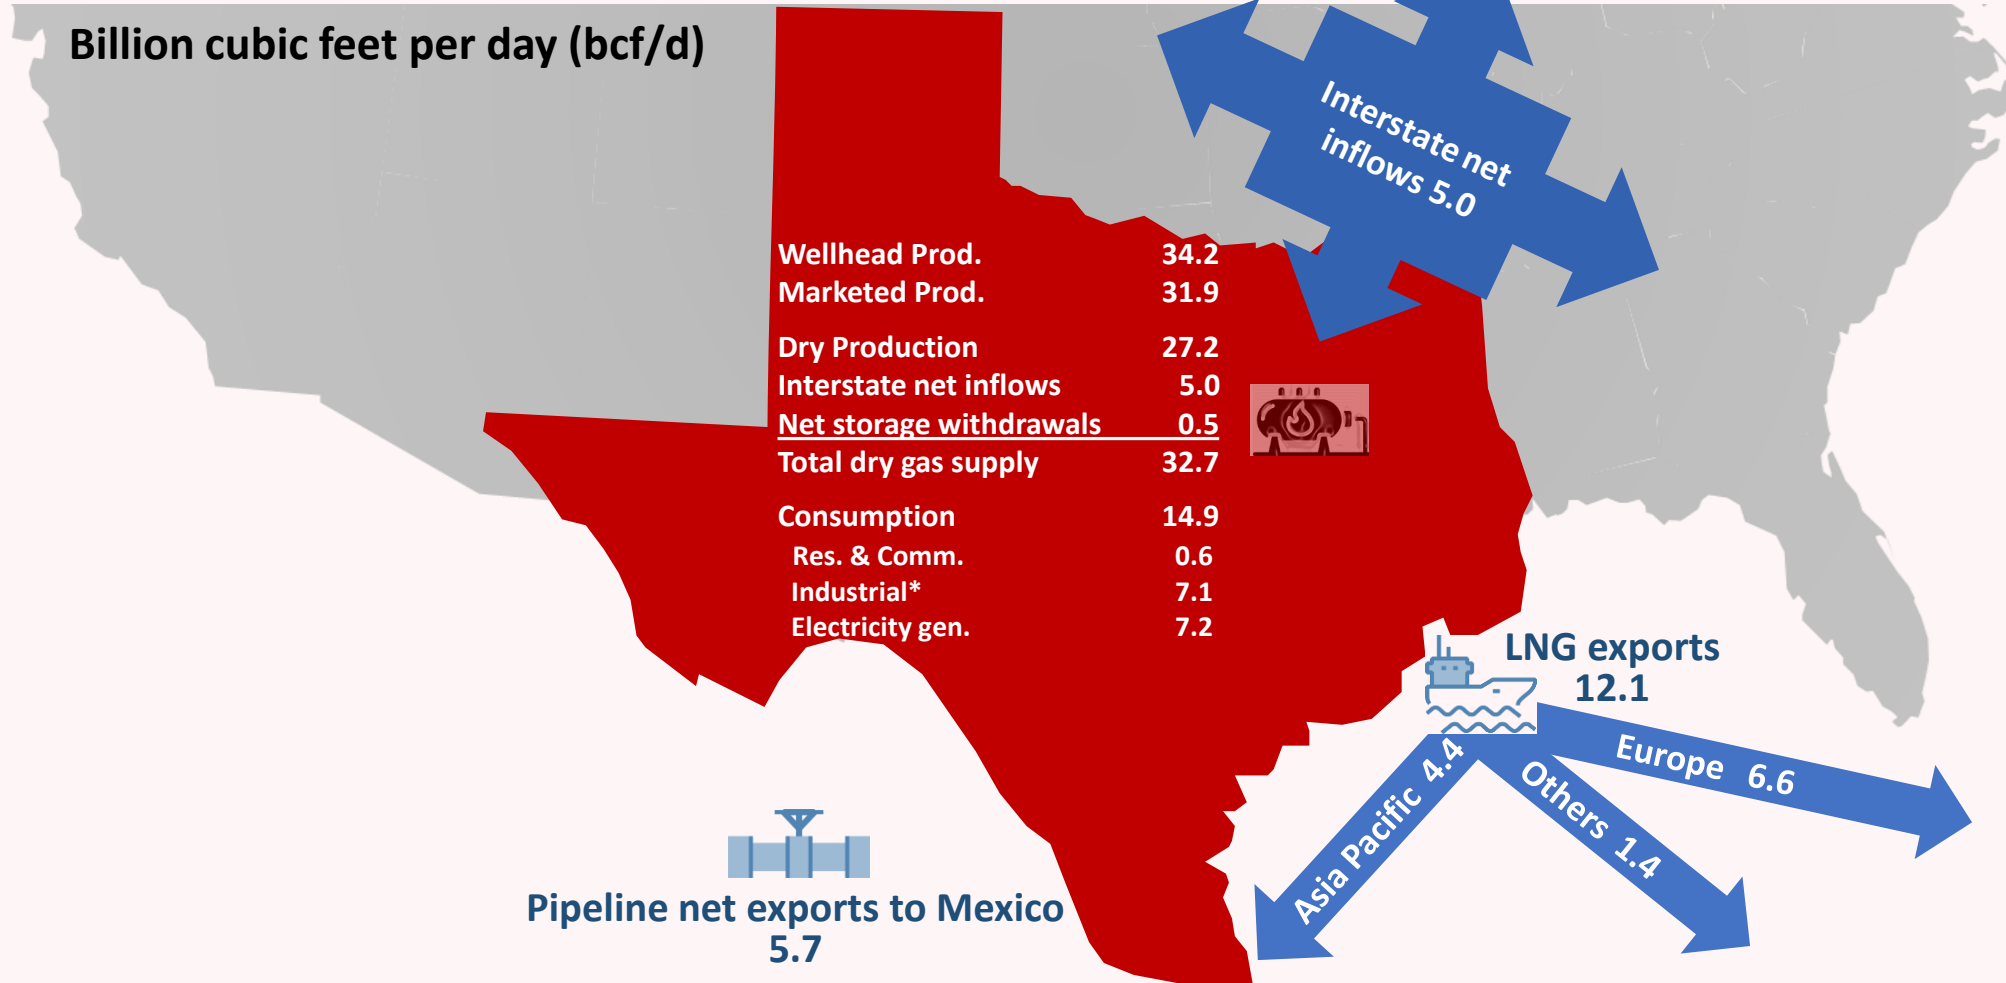 Billion cubic feet per day (bcf/d)
Interstate net
inflows 5.0
Wellhead Prod. 34.2
Marketed Prod. 31.9
Dry Production 27.2
Interstate net inflows 5.0
Net storage withdrawals 0.5
Total dry gas supply 32.7
Consumption 14.9
Res. & Comm. 0.6
Industrial* 7.1
Electricity gen. 7.2
LNG exports
12.1
Europe 6.6
Others 1.4
Asia Pacific 4.4
Pipeline net exports to Mexico
5.7